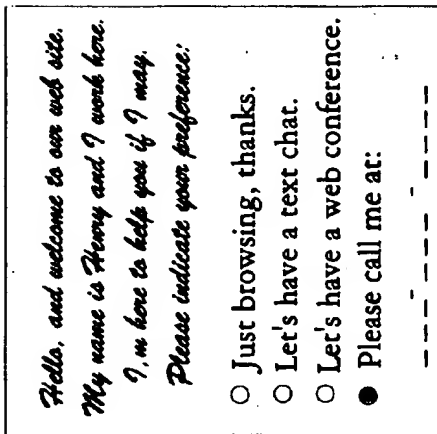 Hello, and welcome to our web site.
My name is Henry and I work here.
I,m here to help you if I may.
Please indicate your preference:
○ Just browsing, thanks.
○ Let's have a text chat.
○ Let's have a web conference.
● Please call me at:
_ _ _ - _ _ _ - _ _ _ _